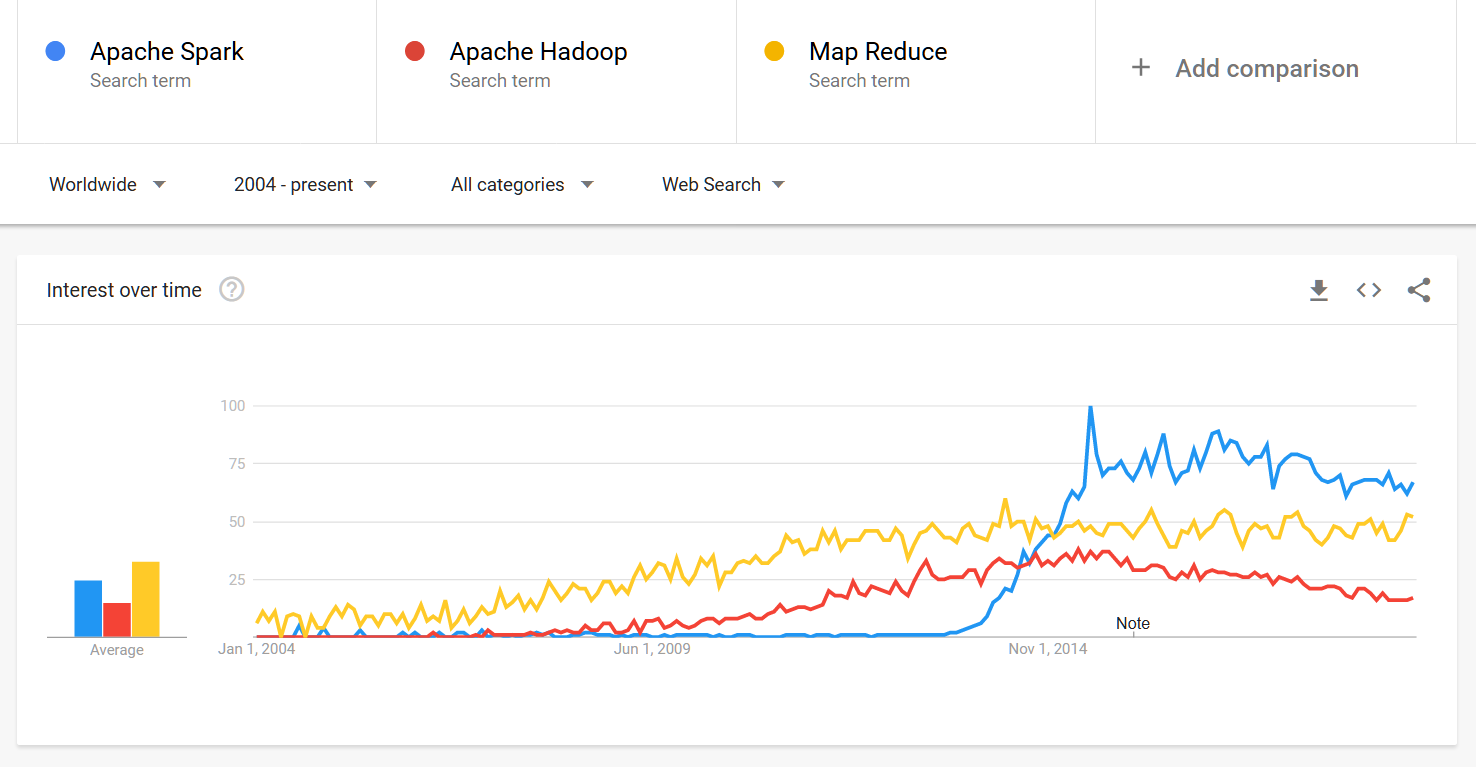 Apache Spark
Search term
Apache Hadoop
Search term
Map Reduce
Search term
+ Add comparison
Worldwide
2004 - present
All categories
Web Search
Interest over time
?
100
75
50
25
Note
Average
Jan 1, 2004
Jun 1, 2009
Nov 1, 2014